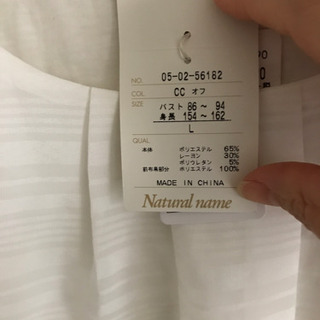 NO. 05-02-56182
COL CC オフ
SIZE バスト 86～ 94
身長 154～ 162
L
QUAL
本体 ポリエステル 65%
レーヨン 30%
ポリウレタン 5%
前布裏部分 ポリエステル 100%
MADE IN CHINA
Natural name
PO